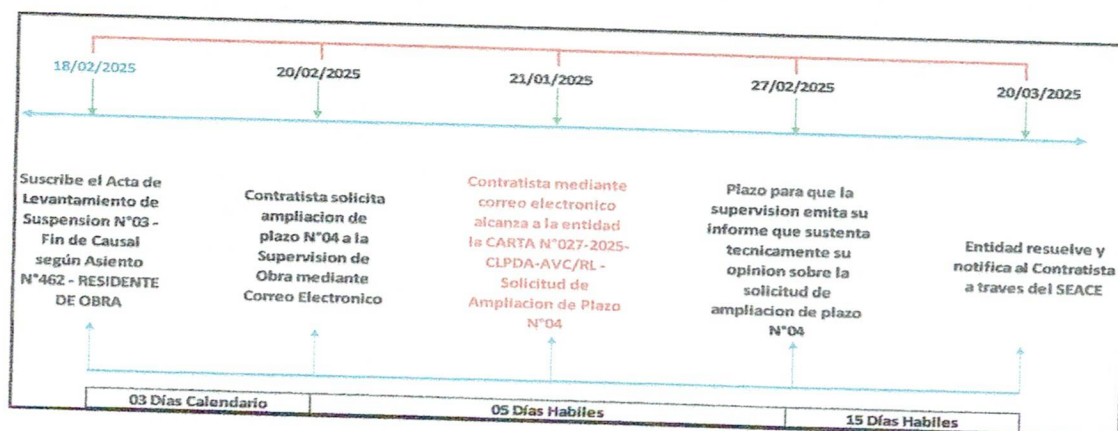 18/02/2025
20/02/2025
21/01/2025
27/02/2025
20/03/2025
Suscribe el Acta de
Levantamiento de
Suspension N°03 -
Fin de Causal
según Asiento
N°462 - RESIDENTE
DE OBRA
Contratista solicita
ampliacion de
plazo N°04 a la
Supervision de
Obra mediante
Correo Electronico
Contratista mediante
correo electronico
alcanza a la entidad
la CARTA N°027-2025-
CLPDA-AVC/RL -
Solicitud de
Ampliacion de Plazo
N°04
Plazo para que la
supervision emita su
informe que sustenta
tecnicamente su
opinion sobre la
solicitud de
ampliacion de plazo
N°04
Entidad resuelve y
notifica al Contratista
a traves del SEACE
03 Días Calendario
05 Días Habiles
15 Días Habiles